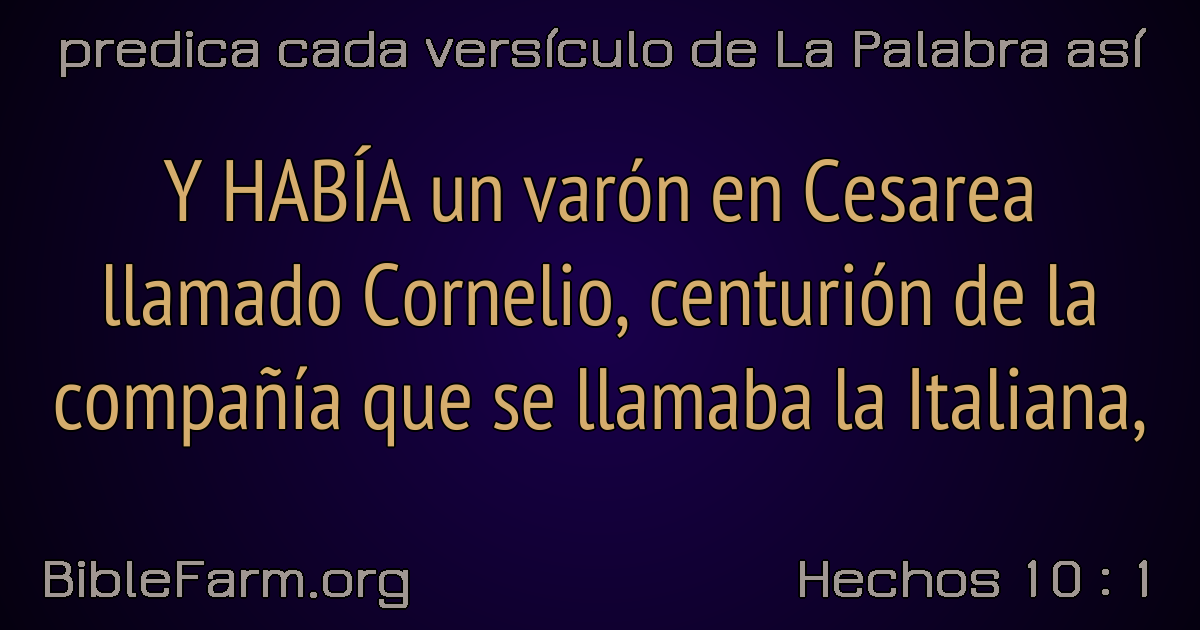 predica cada versículo de La Palabra así
Y HABÍA un varón en Cesarea
llamado Cornelio, centurión de la
compañía que se llamaba la Italiana,
BibleFarm.org
Hechos 10 : 1